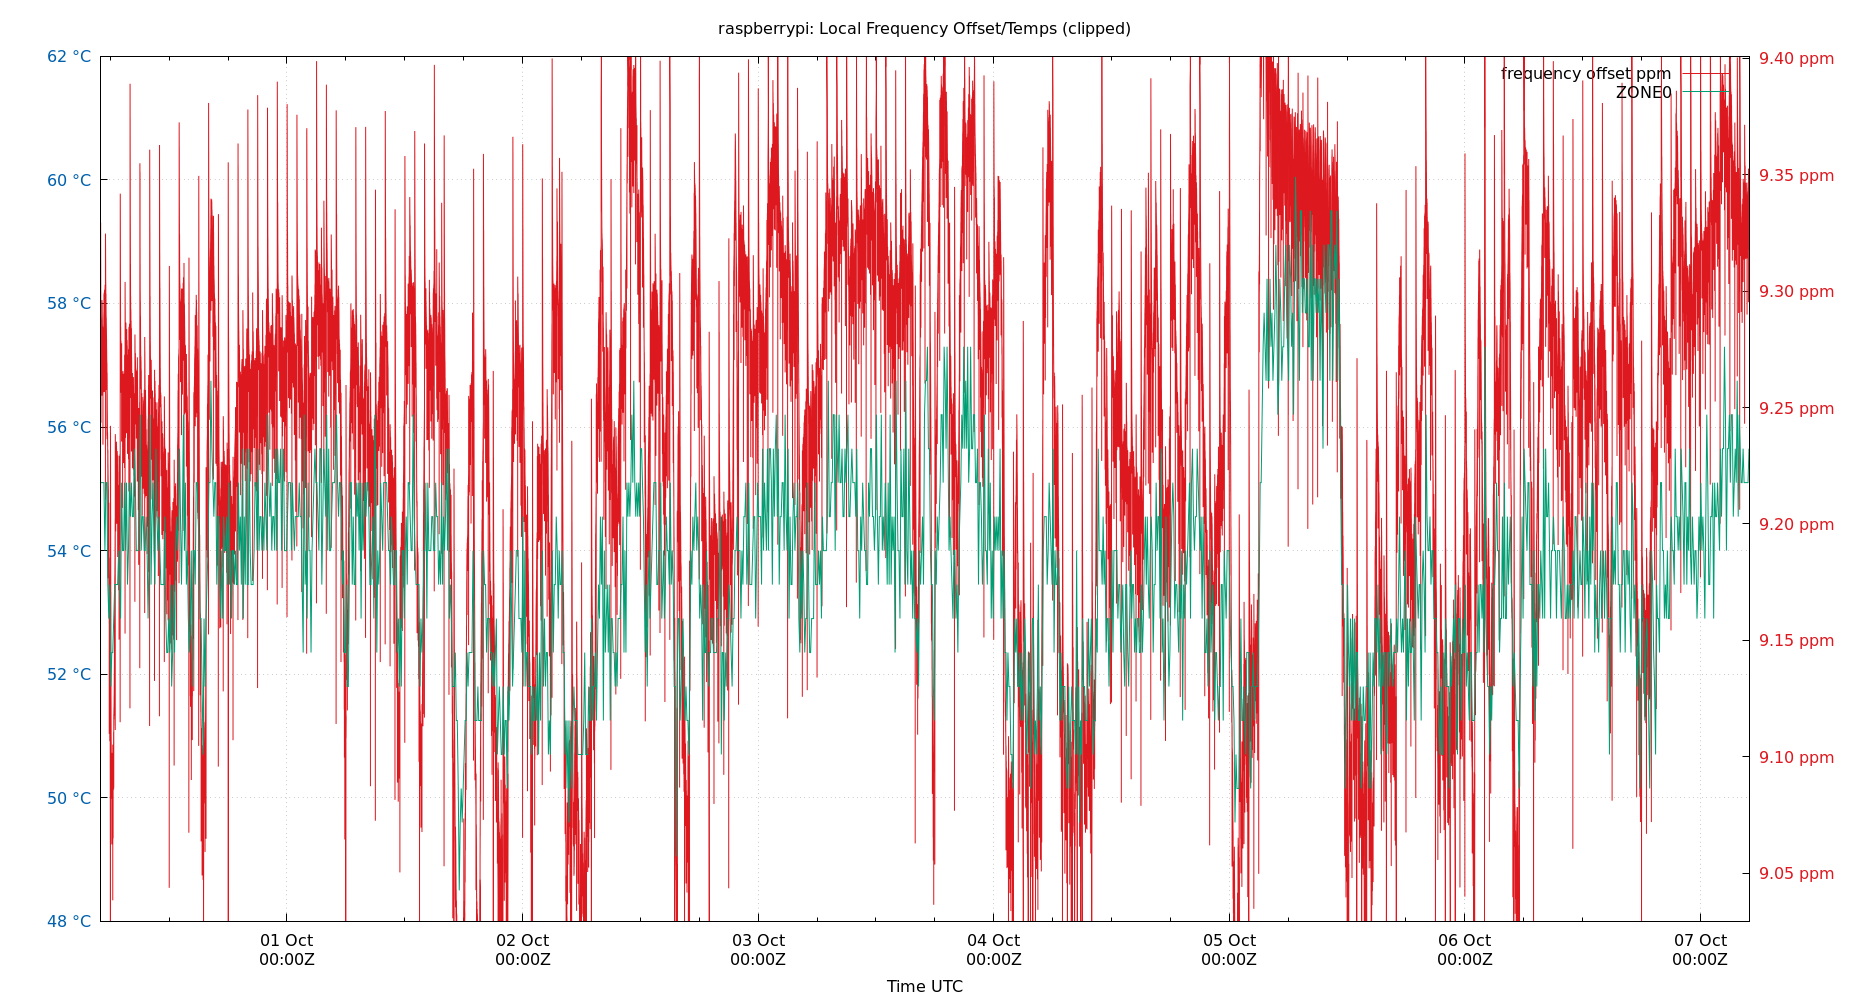 raspberrypi: Local Frequency Offset/Temps (clipped)
62 °C
60 °C
58 °C
56 °C
54 °C
52 °C
50 °C
48 °C
9.40 ppm
9.35 ppm
9.30 ppm
9.25 ppm
9.20 ppm
9.15 ppm
9.10 ppm
9.05 ppm
frequency offset ppm
ZONE0
01 Oct
00:00Z
02 Oct
00:00Z
03 Oct
00:00Z
04 Oct
00:00Z
05 Oct
00:00Z
06 Oct
00:00Z
07 Oct
00:00Z
Time UTC